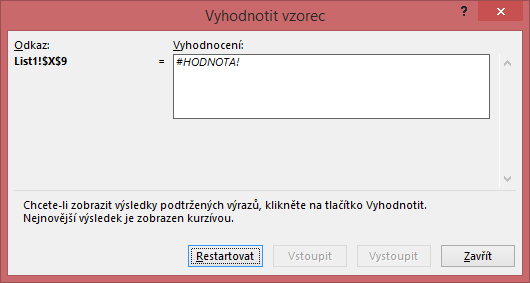 Vyhodnotit vzorec
? ×
Odkaz:
Vyhodnocení:
List1!$X$9 = #HODNOTA!
Chcete-li zobrazit výsledky podtržených výrazů, klikněte na tlačítko Vyhodnotit.
Nejnovější výsledek je zobrazen kurzívou.
Restartovat Vstoupit Vystoupit Zavřít